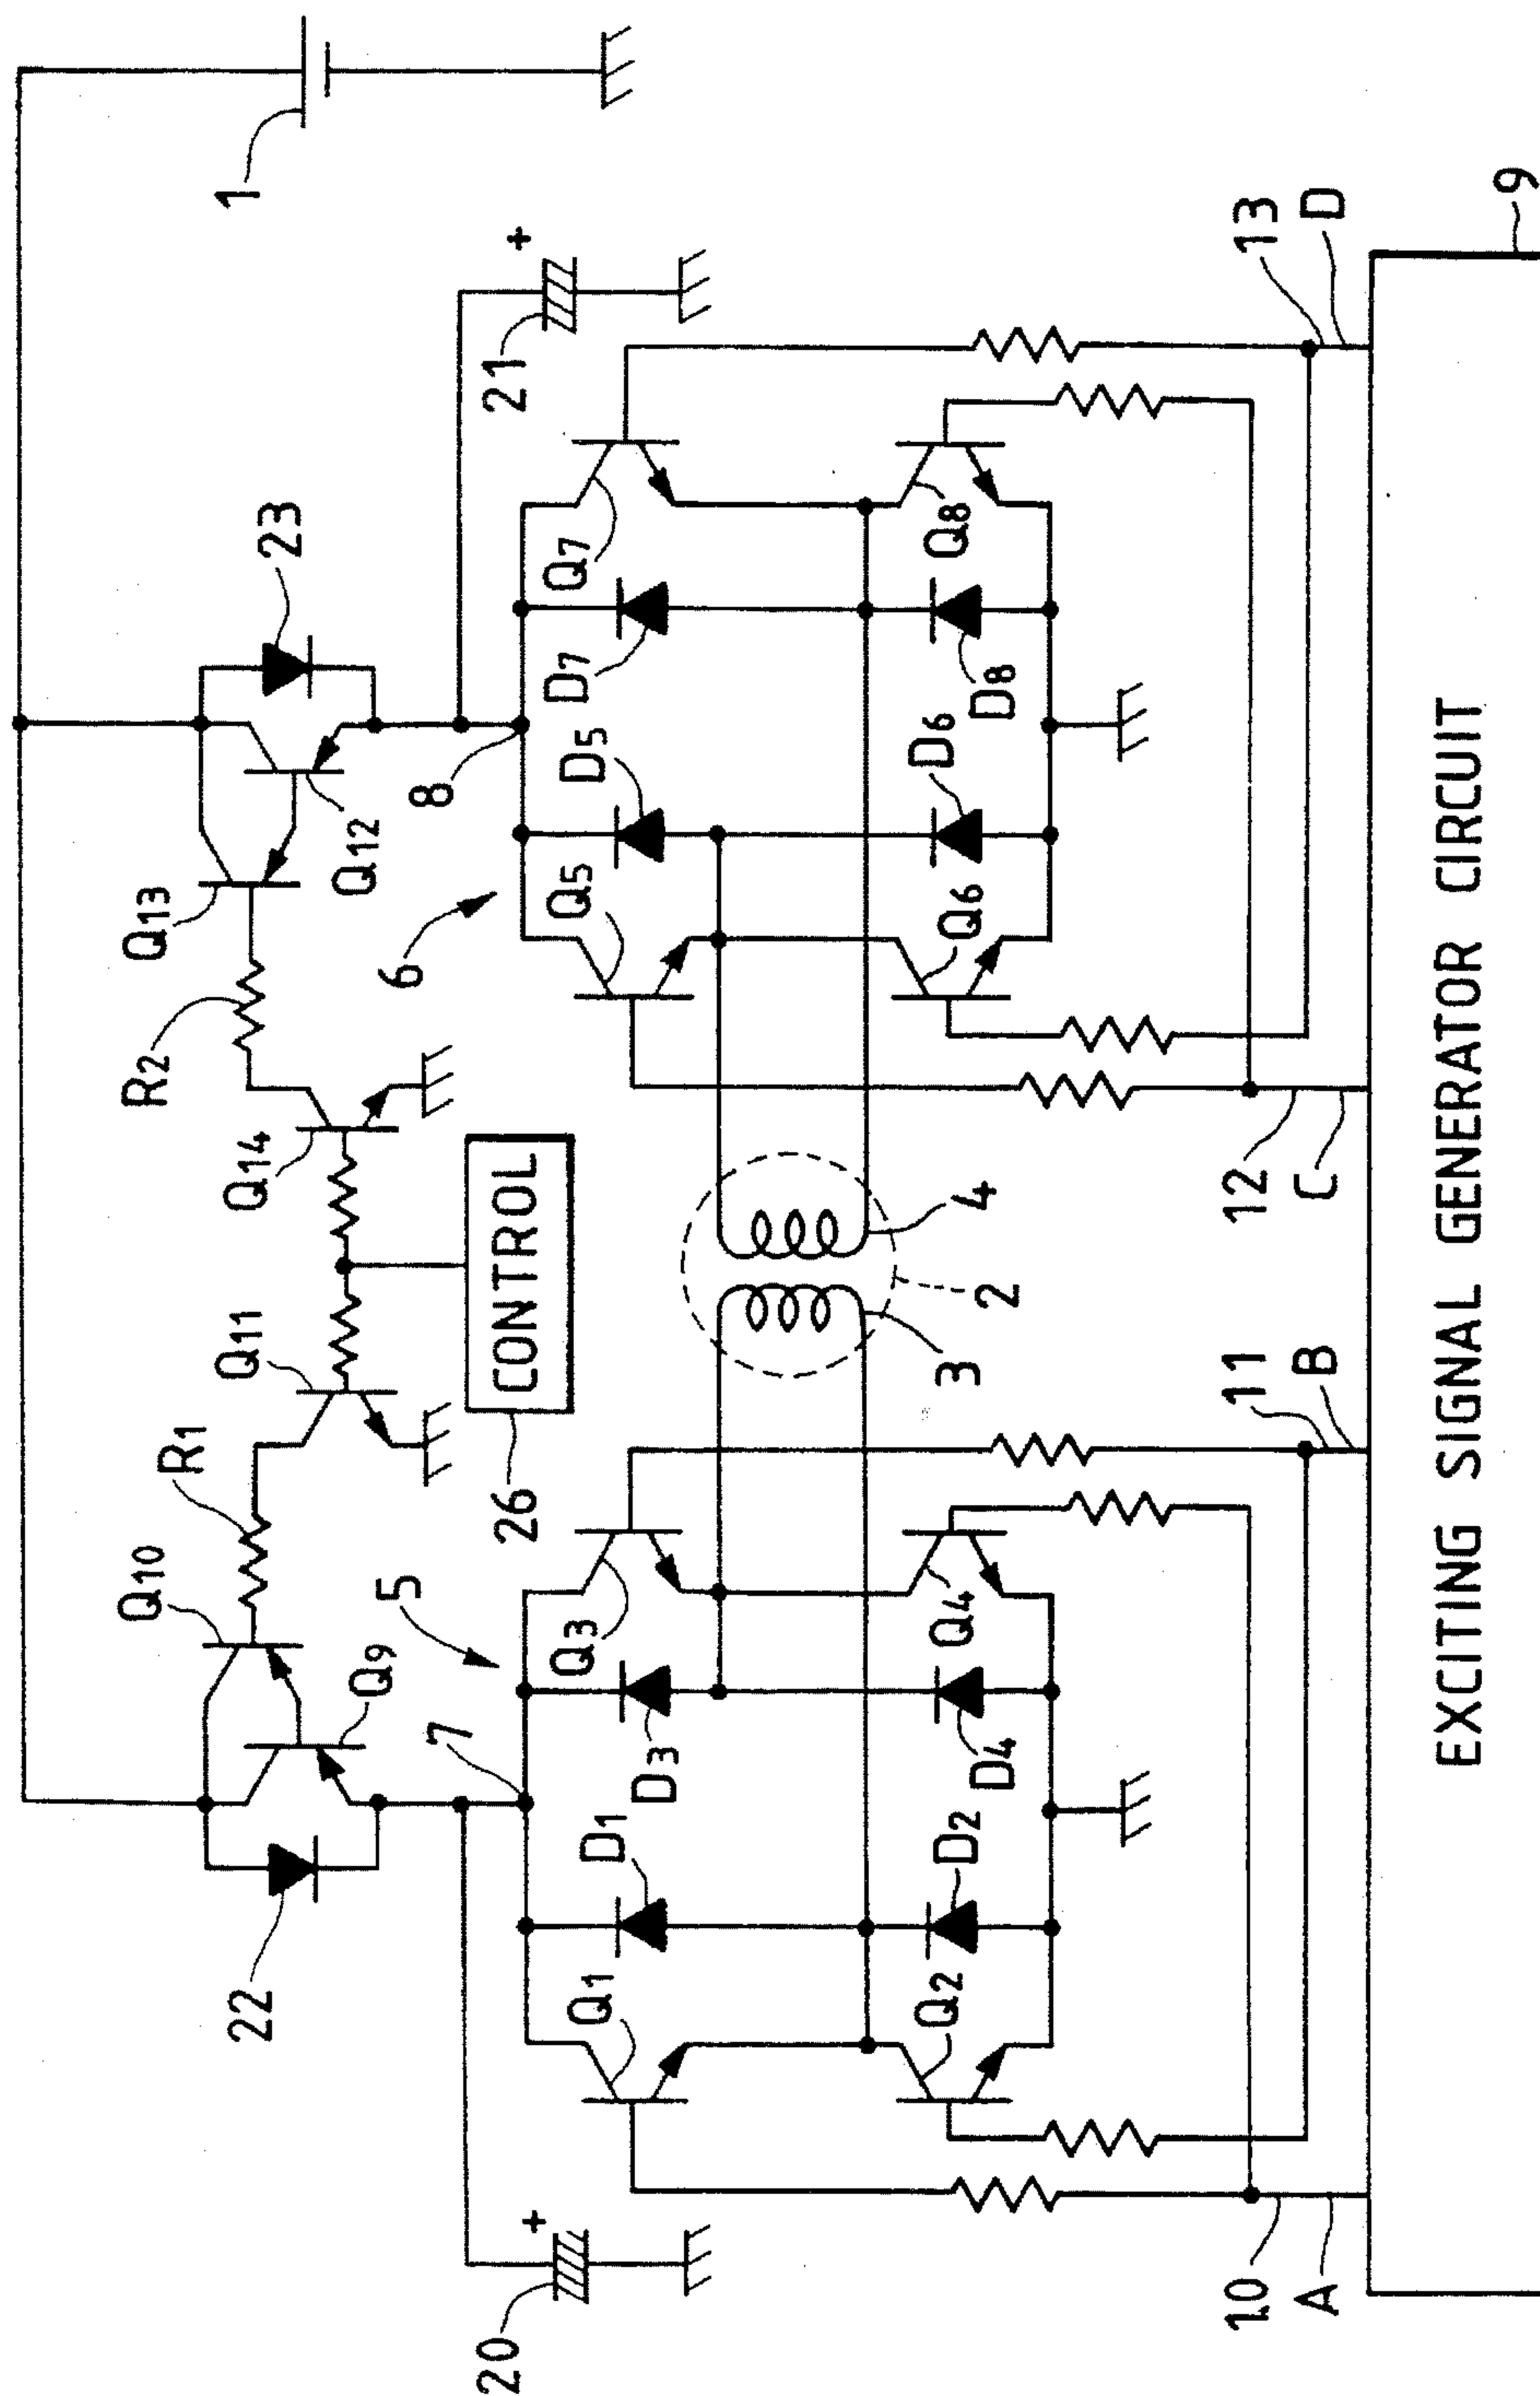 1
23
22
Q13
Q12
R2
Q14
Q11
R1
Q10
Q9
CONTROL
26
21
+
8
6
5
7
20
+
Q7
D7
D5
Q5
Q3
D3
D1
Q1
Q8
D8
D6
Q6
4
2
3
Q4
D4
D2
Q2
13
D
12
C
11
B
10
A
9
EXCITING SIGNAL GENERATOR CIRCUIT